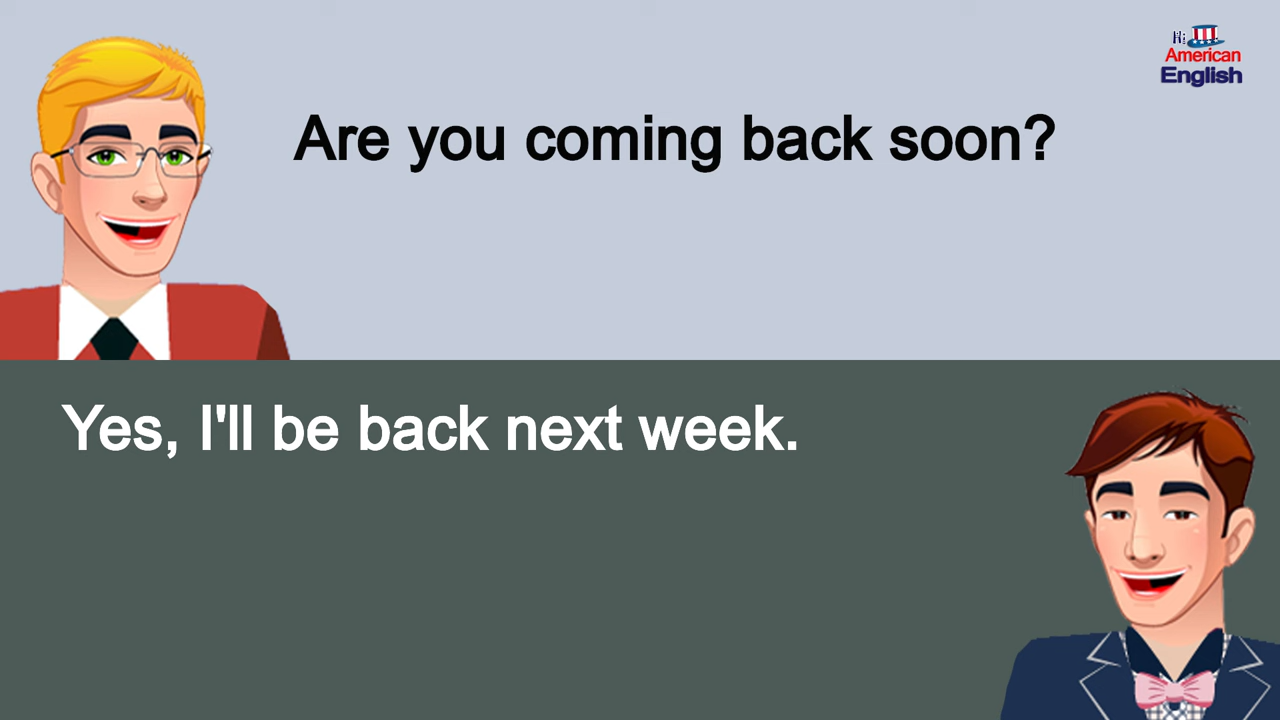 Hi
American
English
Are you coming back soon?
Yes, I'll be back next week.